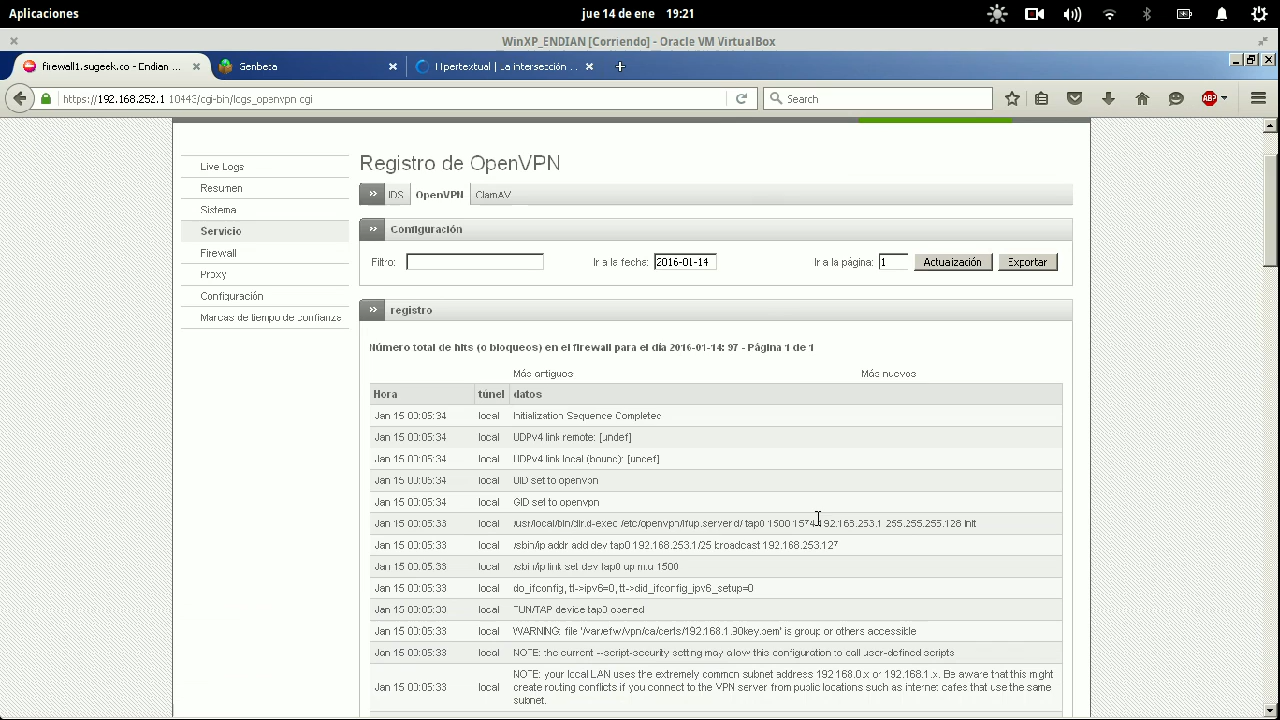 Aplicaciones
jue 14 de ene 19:21
WinXP_ENDIAN [Corriendo] - Oracle VM VirtualBox
firewall1.sugeek.co - Endian ...
Genbeta
Hipertextual | La intersección ...
https://192.168.252.1:10443/cgi-bin/logs_openvpn.cgi
Search
ABP
Live Logs
Resumen
Sistema
Servicio
Firewall
Proxy
Configuración
Marcas de tiempo de confianza
Registro de OpenVPN
IDS
OpenVPN
ClamAV
Configuración
Filtro:
Ir a la fecha: 2016-01-14
Ir a la página: 1
Actualización
Exportar
registro
Número total de hits (o bloqueos) en el firewall para el día 2016-01-14: 97 - Página 1 de 1
Más antiguos
Más nuevos
Hora túnel datos
Jan 15 00:05:34 local Initialization Sequence Completed
Jan 15 00:05:34 local UDPv4 link remote: [undef]
Jan 15 00:05:34 local UDPv4 link local (bound): [undef]
Jan 15 00:05:34 local UID set to openvpn
Jan 15 00:05:34 local GID set to openvpn
Jan 15 00:05:33 local /usr/local/bin/dir.d-exec /etc/openvpn/ifup.server.d/ tap0 1500 1574 192.168.253.1 255.255.255.128 init
Jan 15 00:05:33 local /sbin/ip addr add dev tap0 192.168.253.1/25 broadcast 192.168.253.127
Jan 15 00:05:33 local /sbin/ip link set dev tap0 up mtu 1500
Jan 15 00:05:33 local do_ifconfig, tt->ipv6=0, tt->did_ifconfig_ipv6_setup=0
Jan 15 00:05:33 local TUN/TAP device tap0 opened
Jan 15 00:05:33 local WARNING: file '/var/efw/vpn/ca/certs/192.168.1.90key.pem' is group or others accessible
Jan 15 00:05:33 local NOTE: the current --script-security setting may allow this configuration to call user-defined scripts
Jan 15 00:05:33 local NOTE: your local LAN uses the extremely common subnet address 192.168.0.x or 192.168.1.x. Be aware that this might
create routing conflicts if you connect to the VPN server from public locations such as internet cafes that use the same
subnet.